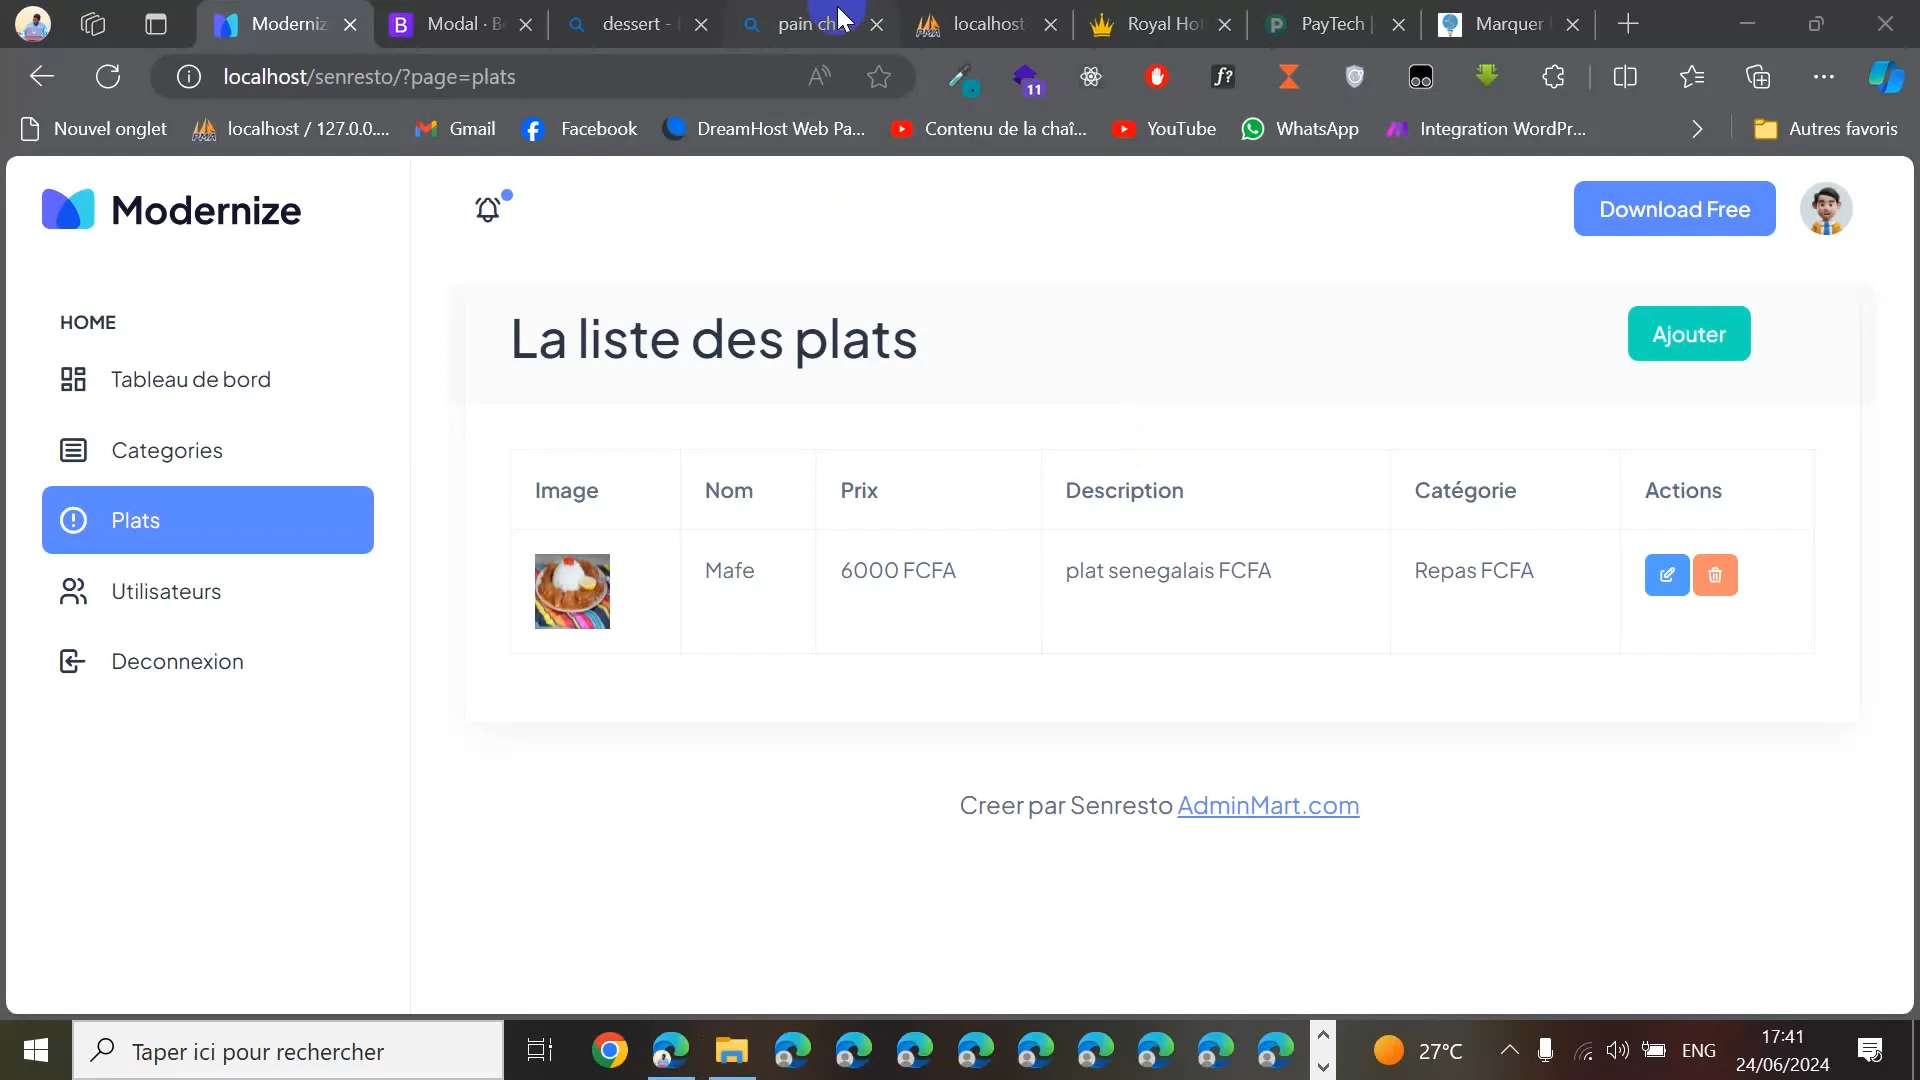 Moderniz
Modal · B
dessert -
pain ch
localhost
Royal Ho
PayTech |
Marquer
localhost/senresto/?page=plats
11
f?
Nouvel onglet
localhost / 127.0.0....
Gmail
Facebook
DreamHost Web Pa...
Contenu de la chaî...
YouTube
WhatsApp
Integration WordPr...
Autres favoris
Modernize
Download Free
HOME
Tableau de bord
Categories
Plats
Utilisateurs
Deconnexion
La liste des plats
Ajouter
Image
Nom
Prix
Description
Catégorie
Actions
Mafe
6000 FCFA
plat senegalais FCFA
Repas FCFA
Creer par Senresto AdminMart.com
Taper ici pour rechercher
27°C
ENG
17:41
24/06/2024